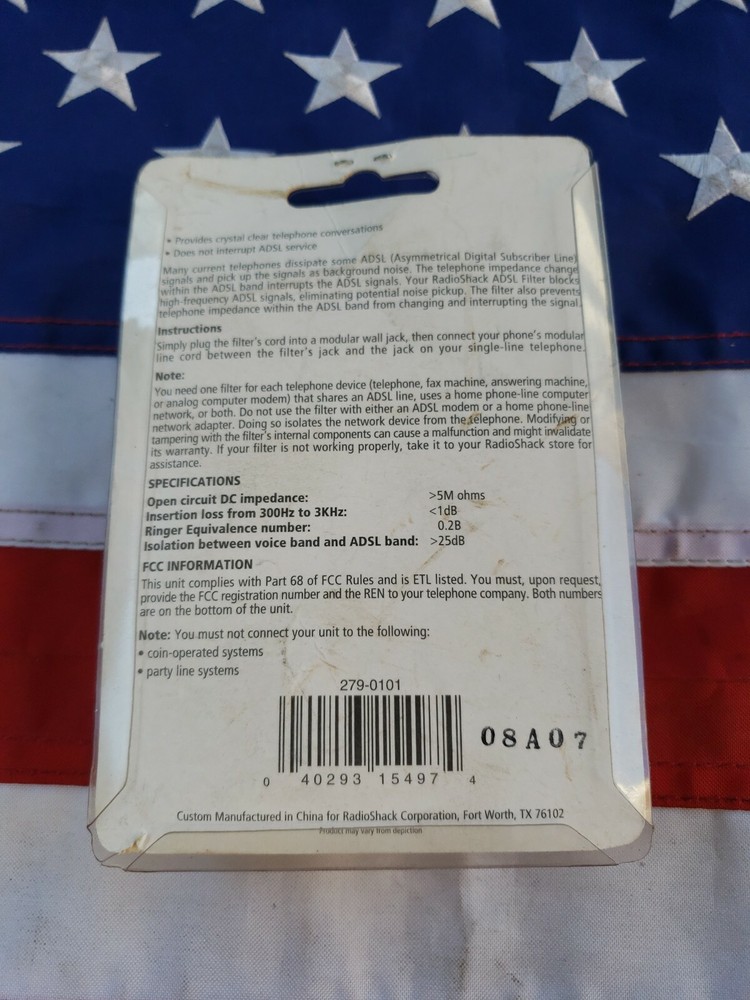 • Provides crystal clear telephone conversations
• Does not interrupt ADSL service
Many current telephones dissipate some ADSL (Asymmetrical Digital Subscriber Line)
signals and pick up the signals as background noise. The telephone impedance change
within the ADSL band interrupts the ADSL signals. Your RadioShack ADSL Filter blocks
high-frequency ADSL signals, eliminating potential noise pickup. The filter also prevents
telephone impedance within the ADSL band from changing and interrupting the signal.
Instructions
Simply plug the filter's cord into a modular wall jack, then connect your phone's modular
line cord between the filter's jack and the jack on your single-line telephone.
Note:
You need one filter for each telephone device (telephone, fax machine, answering machine,
or analog computer modem) that shares an ADSL line, uses a home phone-line computer
network, or both. Do not use the filter with either an ADSL modem or a home phone-line
network adapter. Doing so isolates the network device from the telephone. Modifying or
tampering with the filter's internal components can cause a malfunction and might invalidate
its warranty. If your filter is not working properly, take it to your RadioShack store for
assistance.
SPECIFICATIONS
Open circuit DC impedance: >5M ohms
Insertion loss from 300Hz to 3KHz: <1dB
Ringer Equivalence number: 0.2B
Isolation between voice band and ADSL band: >25dB
FCC INFORMATION
This unit complies with Part 68 of FCC Rules and is ETL listed. You must, upon request,
provide the FCC registration number and the REN to your telephone company. Both numbers
are on the bottom of the unit.
Note: You must not connect your unit to the following:
• coin-operated systems
• party line systems
279-0101
08A07
0 40293 15497 4
Custom Manufactured in China for RadioShack Corporation, Fort Worth, TX 76102
Product may vary from depiction